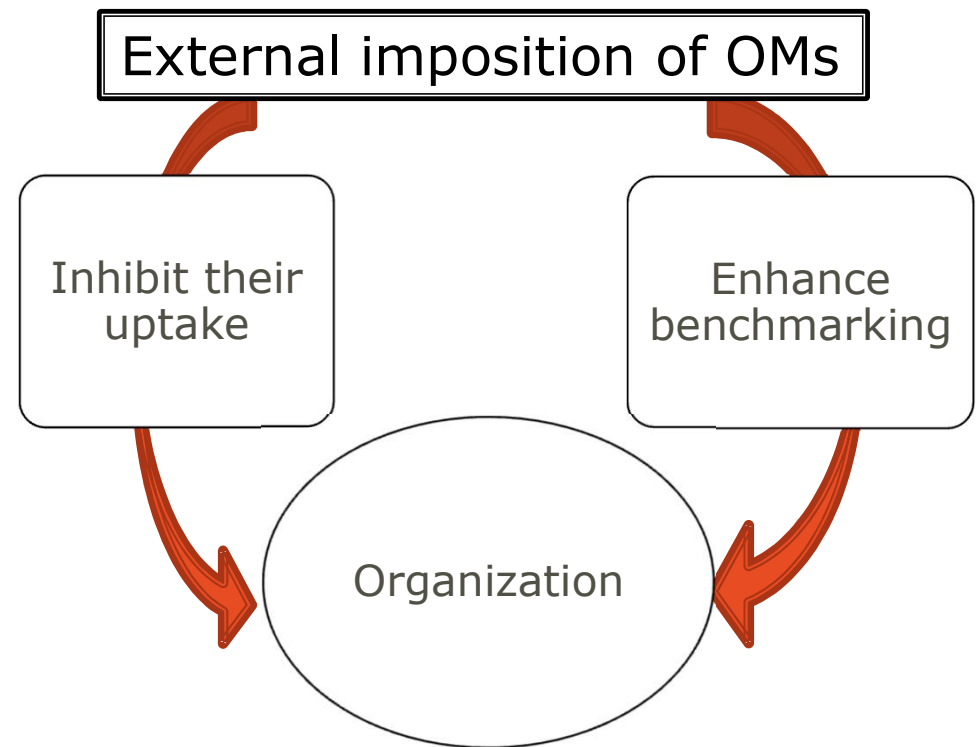 External imposition of OMs
Inhibit their
uptake
Enhance
benchmarking
Organization